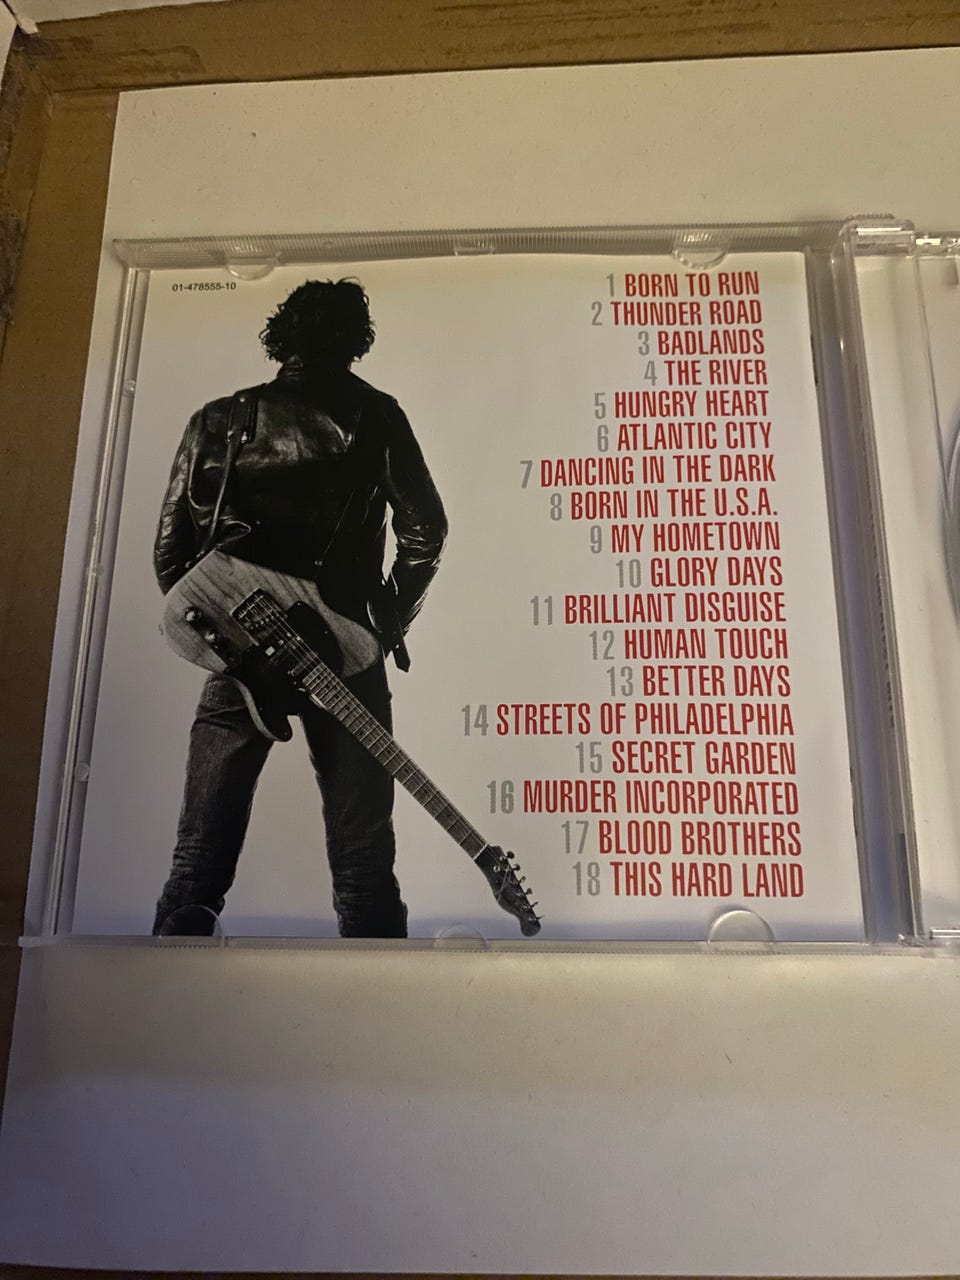 01-478555-10
1 BORN TO RUN
2 THUNDER ROAD
3 BADLANDS
4 THE RIVER
5 HUNGRY HEART
6 ATLANTIC CITY
7 DANCING IN THE DARK
8 BORN IN THE U.S.A.
9 MY HOMETOWN
10 GLORY DAYS
11 BRILLIANT DISGUISE
12 HUMAN TOUCH
13 BETTER DAYS
14 STREETS OF PHILADELPHIA
15 SECRET GARDEN
16 MURDER INCORPORATED
17 BLOOD BROTHERS
18 THIS HARD LAND